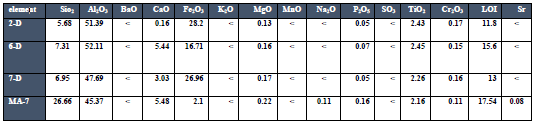 element Sio₂ Al₂O₃ BaO CaO Fe₂O₃ K₂O MgO MnO Na₂O P₂O₅ SO₃ TiO₂ Cr₂O₃ LOI Sr
2-D 5.68 51.39 < 0.16 28.2 < 0.13 < < 0.05 < 2.43 0.17 11.8 <
6-D 7.31 52.11 < 5.44 16.71 < 0.16 < < 0.07 < 2.45 0.15 15.6 <
7-D 6.95 47.69 < 3.03 26.96 < 0.17 < < 0.05 < 2.26 0.16 13 <
MA-7 26.66 45.37 < 5.48 2.1 < 0.22 < 0.11 0.16 < 2.16 0.11 17.54 0.08